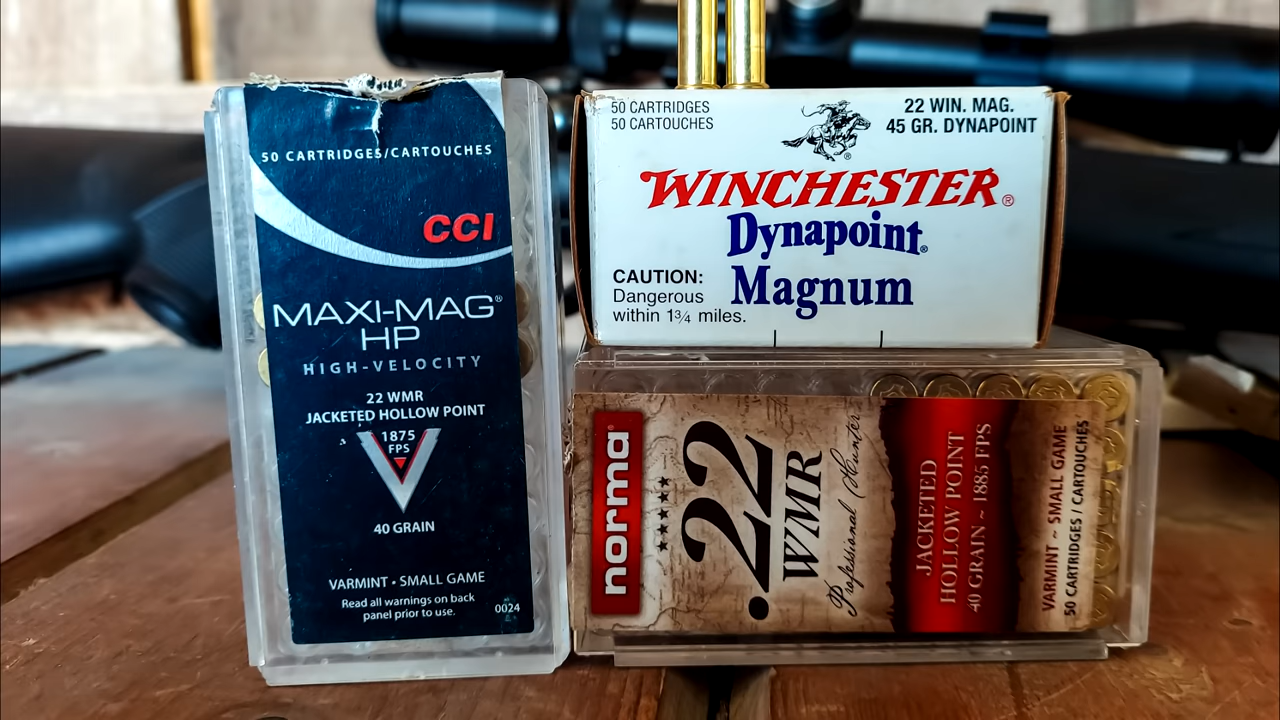 50 CARTRIDGES/CARTOUCHES
CCI
MAXI-MAG®
HP
HIGH-VELOCITY
22 WMR
JACKETED HOLLOW POINT
1875
FPS
40 GRAIN
VARMINT • SMALL GAME
Read all warnings on back
panel prior to use.
0024
50 CARTRIDGES
50 CARTOUCHES
22 WIN. MAG.
45 GR. DYNAPOINT
WINCHESTER®
Dynapoint®
Magnum
CAUTION:
Dangerous
within 1¾ miles.
norma
.22
WMR
Professional Hunter
JACKETED
HOLLOW POINT
40 GRAIN ~ 1885 FPS
VARMINT ~ SMALL GAME
50 CARTRIDGES / CARTOUCHES